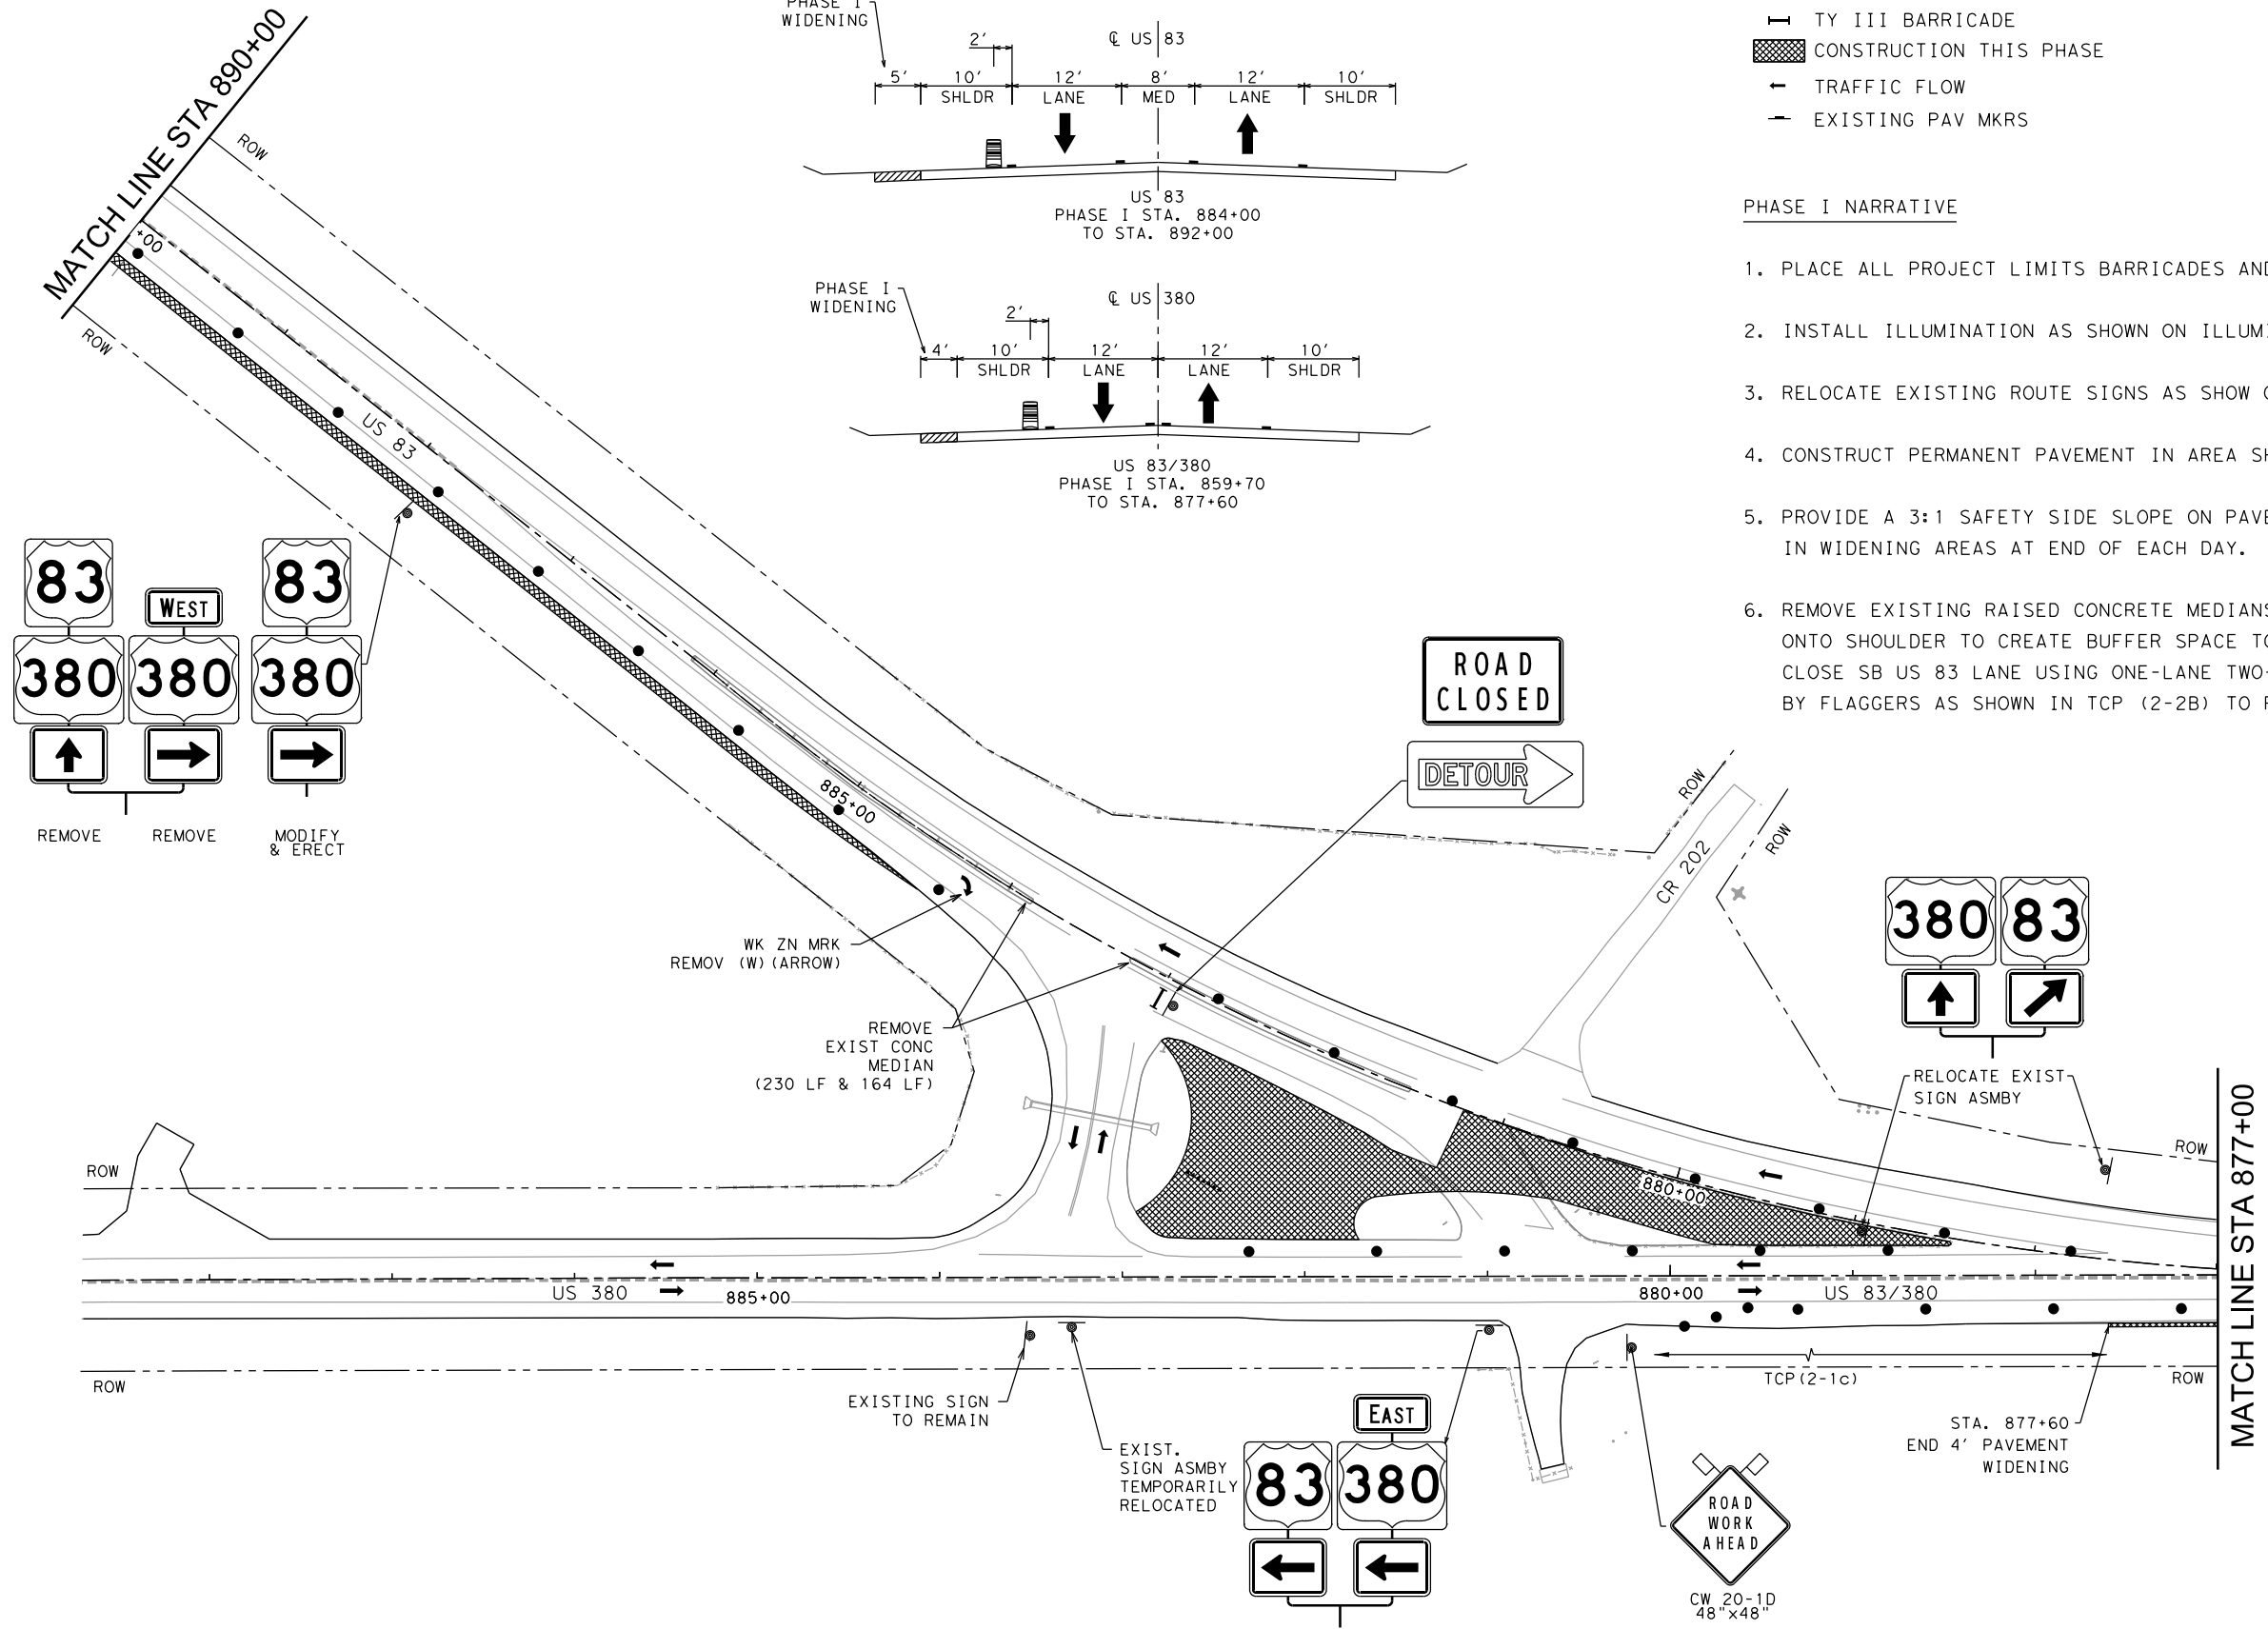 PHASE I
WIDENING
2'
℄ US 83
5' 10' 12' 8' 12' 10'
SHLDR LANE MED LANE SHLDR
US 83
PHASE I STA. 884+00
TO STA. 892+00
PHASE I
WIDENING
2'
℄ US 380
4' 10' 12' 12' 10'
SHLDR LANE LANE SHLDR
US 83/380
PHASE I STA. 859+70
TO STA. 877+60
TY III BARRICADE
CONSTRUCTION THIS PHASE
TRAFFIC FLOW
EXISTING PAV MKRS
PHASE I NARRATIVE
1. PLACE ALL PROJECT LIMITS BARRICADES AND
2. INSTALL ILLUMINATION AS SHOWN ON
3. RELOCATE EXISTING ROUTE SIGNS AS SHOW
4. CONSTRUCT PERMANENT PAVEMENT IN AREA
5. PROVIDE A 3:1 SAFETY SIDE SLOPE ON
IN WIDENING AREAS AT END OF EACH DAY.
6. REMOVE EXISTING RAISED CONCRETE MEDIANS
ONTO SHOULDER TO CREATE BUFFER SPACE TO
CLOSE SB US 83 LANE USING ONE-LANE TWO-
BY FLAGGERS AS SHOWN IN TCP (2-2B) TO
MATCH LINE STA 890+00
ROW
+00
ROW
US 83
83
WEST
83
380
380
380
REMOVE
REMOVE
MODIFY
& ERECT
885+00
ROAD
CLOSED
DETOUR
ROW
ROW
CR 202
WK ZN MRK
REMOV (W)(ARROW)
REMOVE
EXIST CONC
MEDIAN
(230 LF & 164 LF)
380
83
RELOCATE EXIST
SIGN ASMBY
ROW
ROW
880+00
MATCH LINE STA 877+00
US 380
885+00
880+00
US 83/380
ROW
TCP(2-1c)
ROW
EXISTING SIGN
TO REMAIN
EXIST.
SIGN ASMBY
TEMPORARILY
RELOCATED
EAST
83
380
STA. 877+60
END 4' PAVEMENT
WIDENING
ROAD
WORK
AHEAD
CW 20-1D
48"x48"